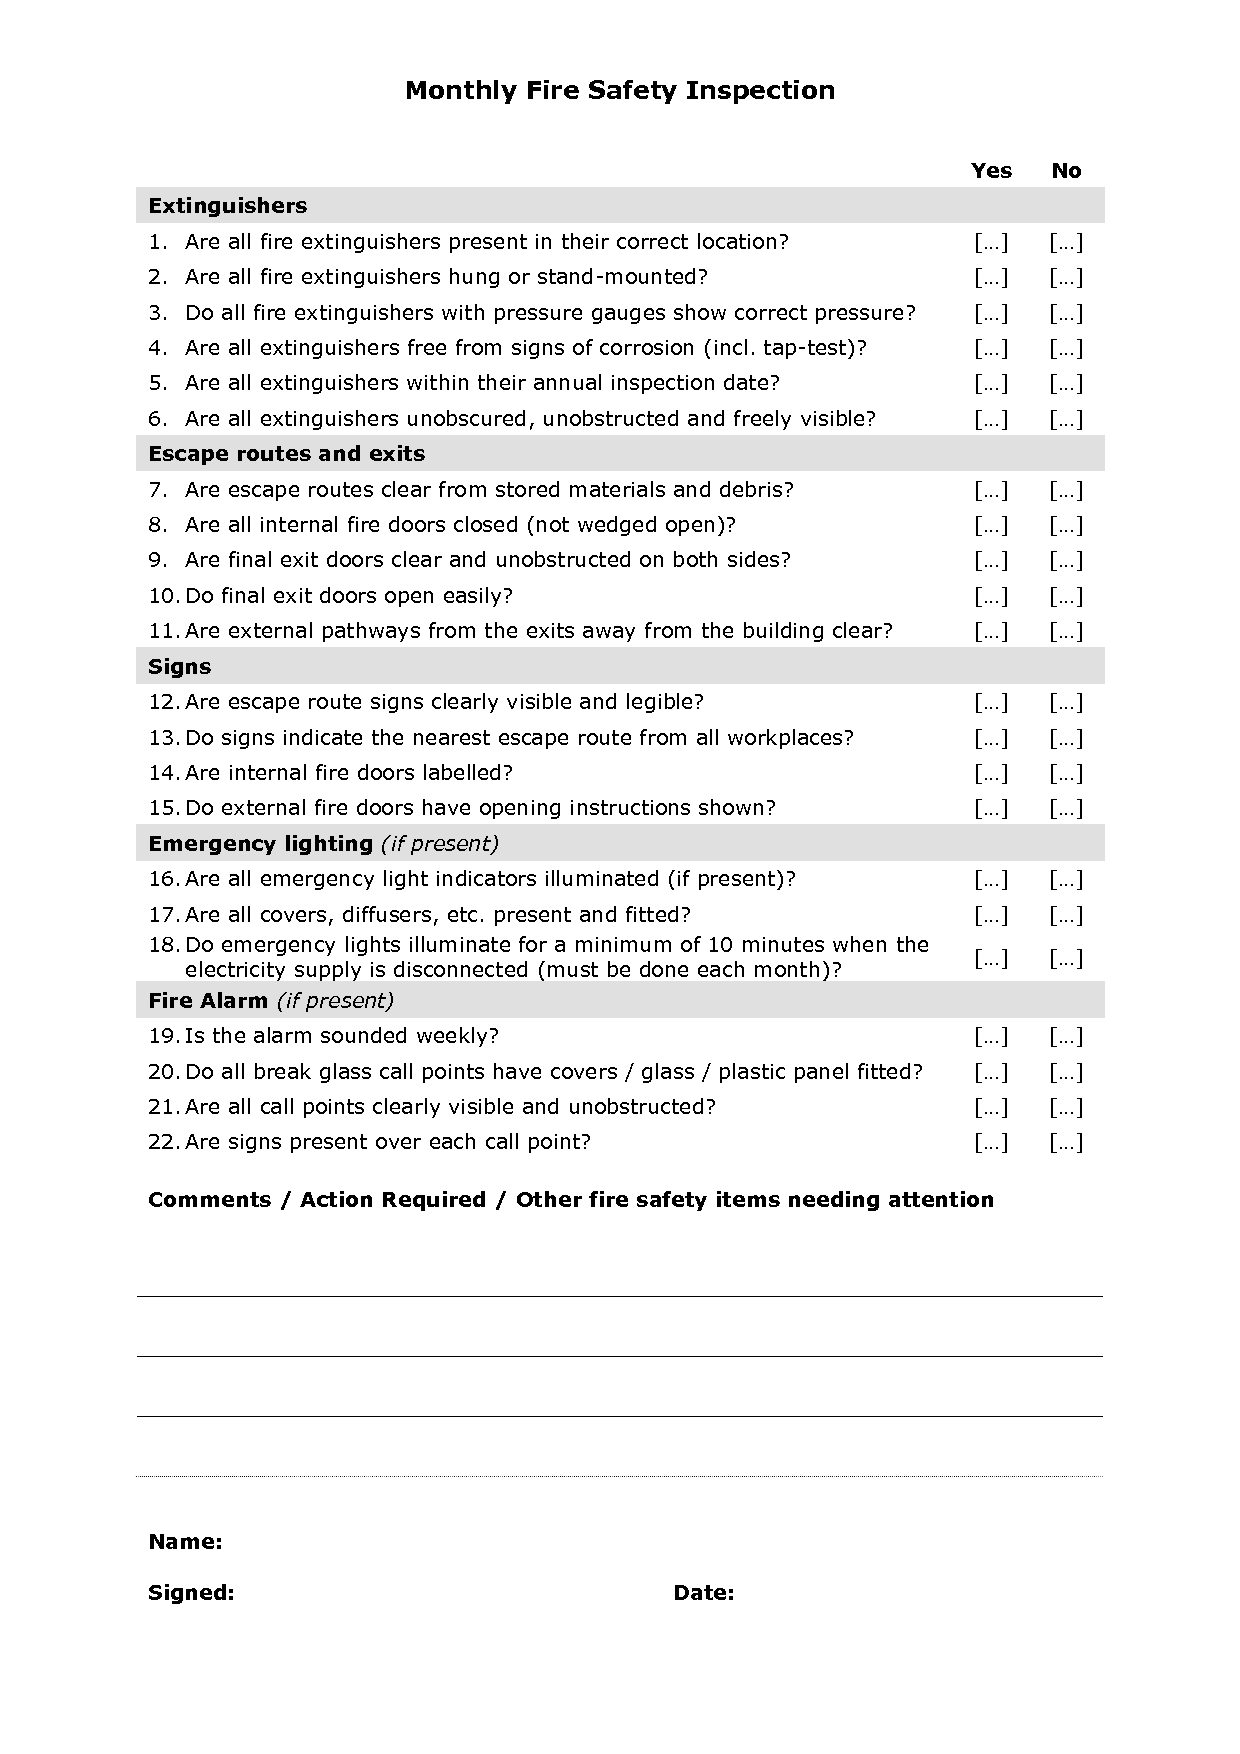 Monthly Fire Safety Inspection
Yes No
Extinguishers
1. Are all fire extinguishers present in their correct location? […] […]
2. Are all fire extinguishers hung or stand-mounted? […] […]
3. Do all fire extinguishers with pressure gauges show correct pressure? […] […]
4. Are all extinguishers free from signs of corrosion (incl. tap-test)? […] […]
5. Are all extinguishers within their annual inspection date? […] […]
6. Are all extinguishers unobscured, unobstructed and freely visible? […] […]
Escape routes and exits
7. Are escape routes clear from stored materials and debris? […] […]
8. Are all internal fire doors closed (not wedged open)? […] […]
9. Are final exit doors clear and unobstructed on both sides? […] […]
10. Do final exit doors open easily? […] […]
11. Are external pathways from the exits away from the building clear? […] […]
Signs
12. Are escape route signs clearly visible and legible? […] […]
13. Do signs indicate the nearest escape route from all workplaces? […] […]
14. Are internal fire doors labelled? […] […]
15. Do external fire doors have opening instructions shown? […] […]
Emergency lighting (if present)
16. Are all emergency light indicators illuminated (if present)? […] […]
17. Are all covers, diffusers, etc. present and fitted? […] […]
18. Do emergency lights illuminate for a minimum of 10 minutes when the
electricity supply is disconnected (must be done each month)? […] […]
Fire Alarm (if present)
19. Is the alarm sounded weekly? […] […]
20. Do all break glass call points have covers / glass / plastic panel fitted? […] […]
21. Are all call points clearly visible and unobstructed? […] […]
22. Are signs present over each call point? […] […]
Comments / Action Required / Other fire safety items needing attention
Name:
Signed: Date: